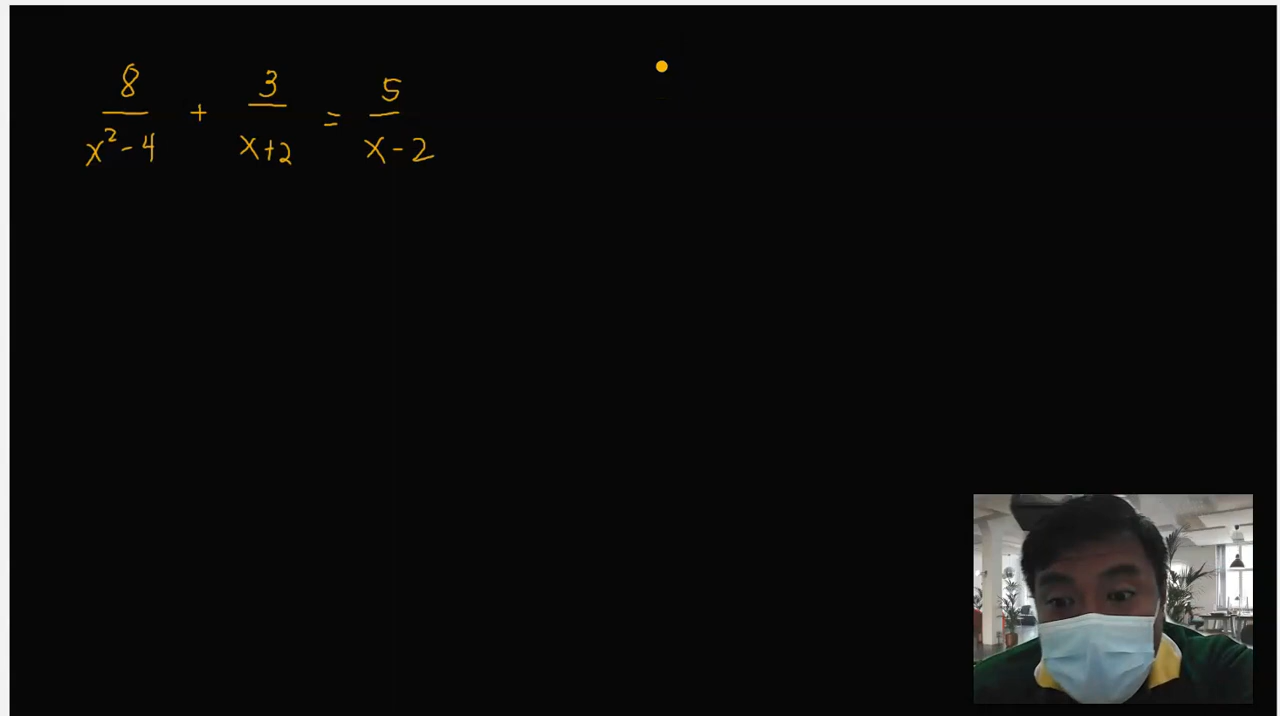 8/(x²-4) + 3/(x+2) = 5/(x-2)